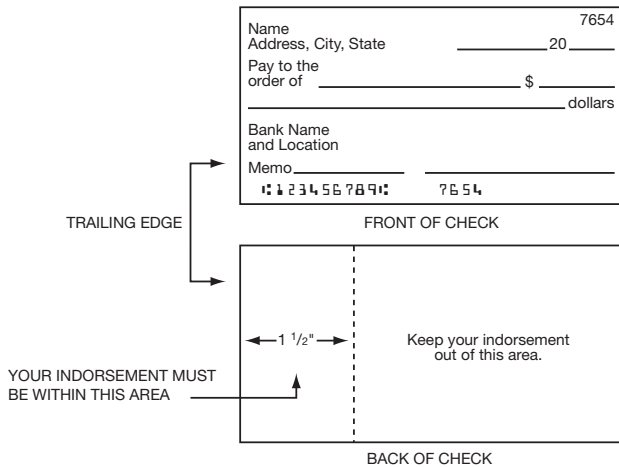 7654
Name
Address, City, State
20
Pay to the
order of
$
dollars
Bank Name
and Location
Memo
⑆123456789⑆ 7654
TRAILING EDGE
FRONT OF CHECK
1 1/2"
Keep your indorsement
out of this area.
YOUR INDORSEMENT MUST
BE WITHIN THIS AREA
BACK OF CHECK